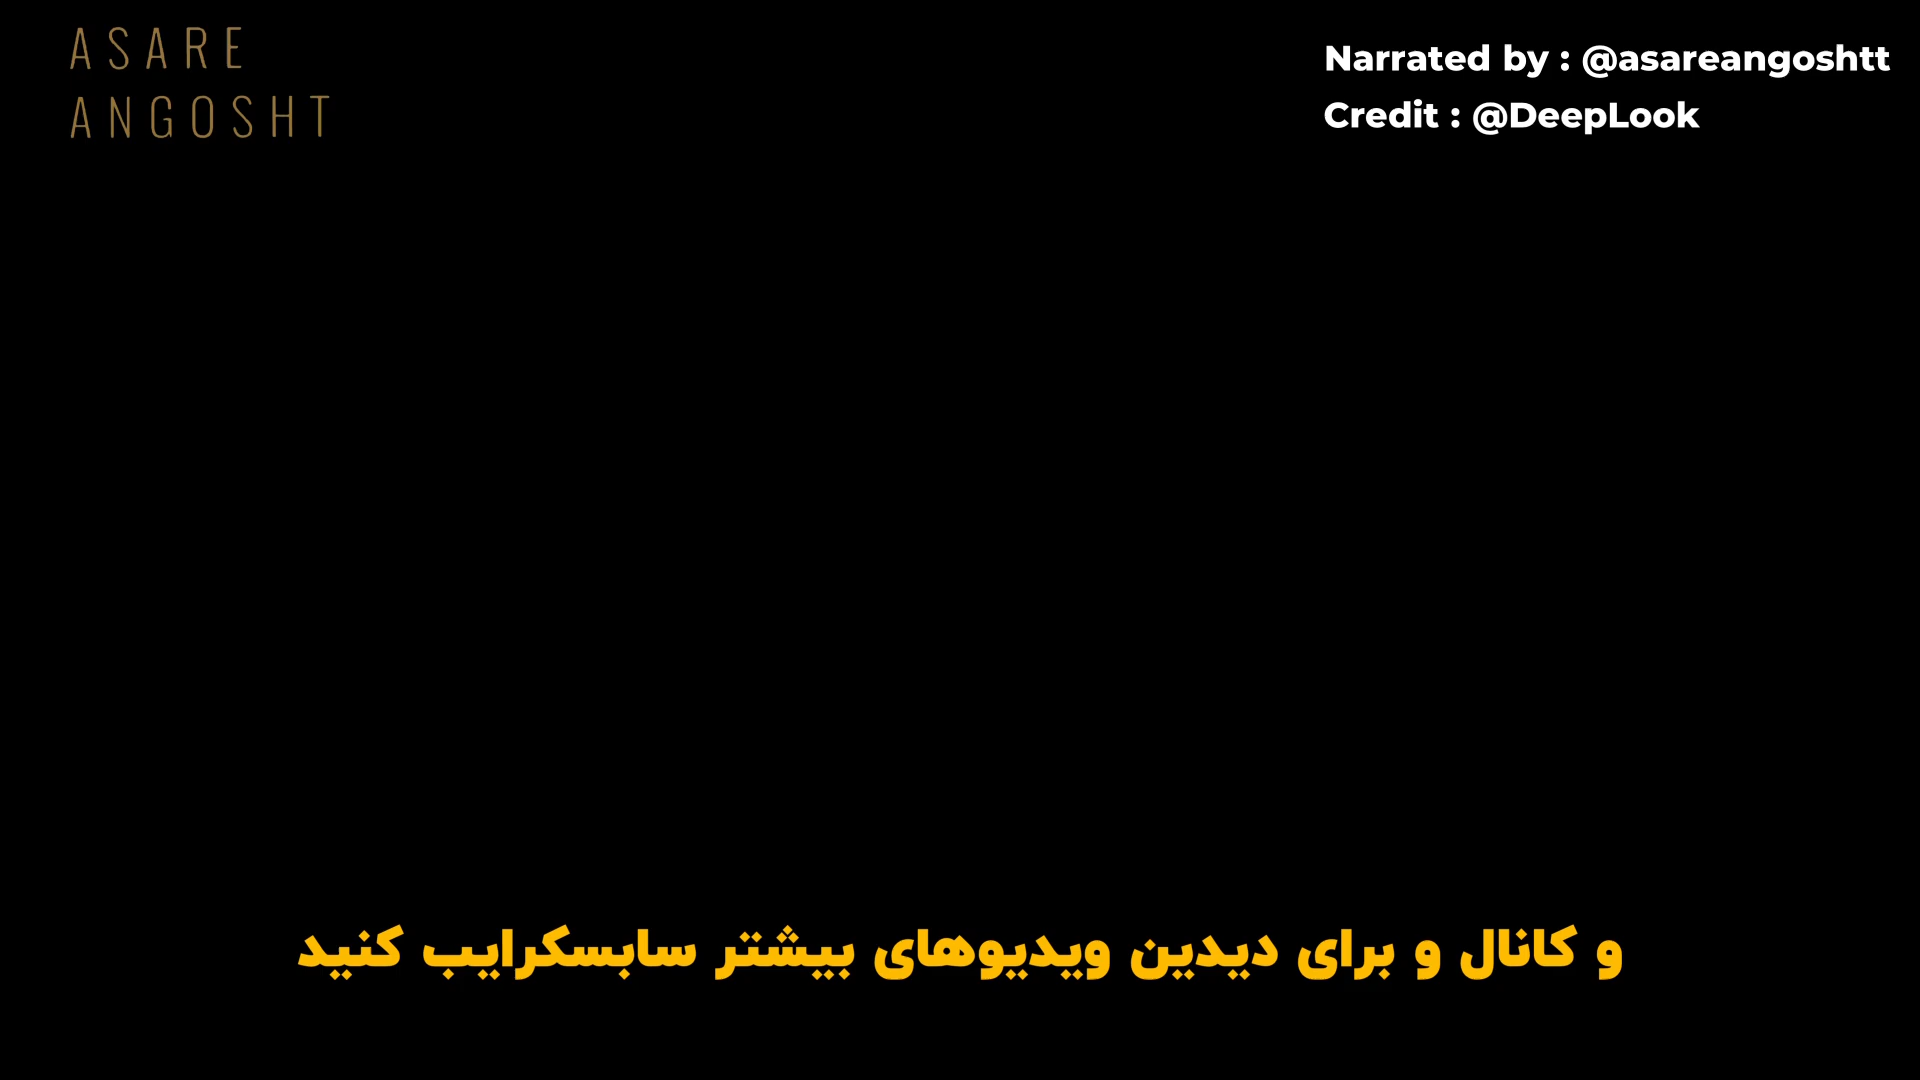 ASARE
ANGOSHT
Narrated by : @asareangoshtt
Credit : @DeepLook
و کانال و برای دیدین ویدیوهای بیشتر سابسکرایب کنید